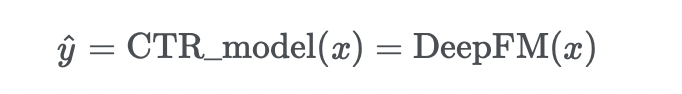 ŷ = CTR_model(x) = DeepFM(x)